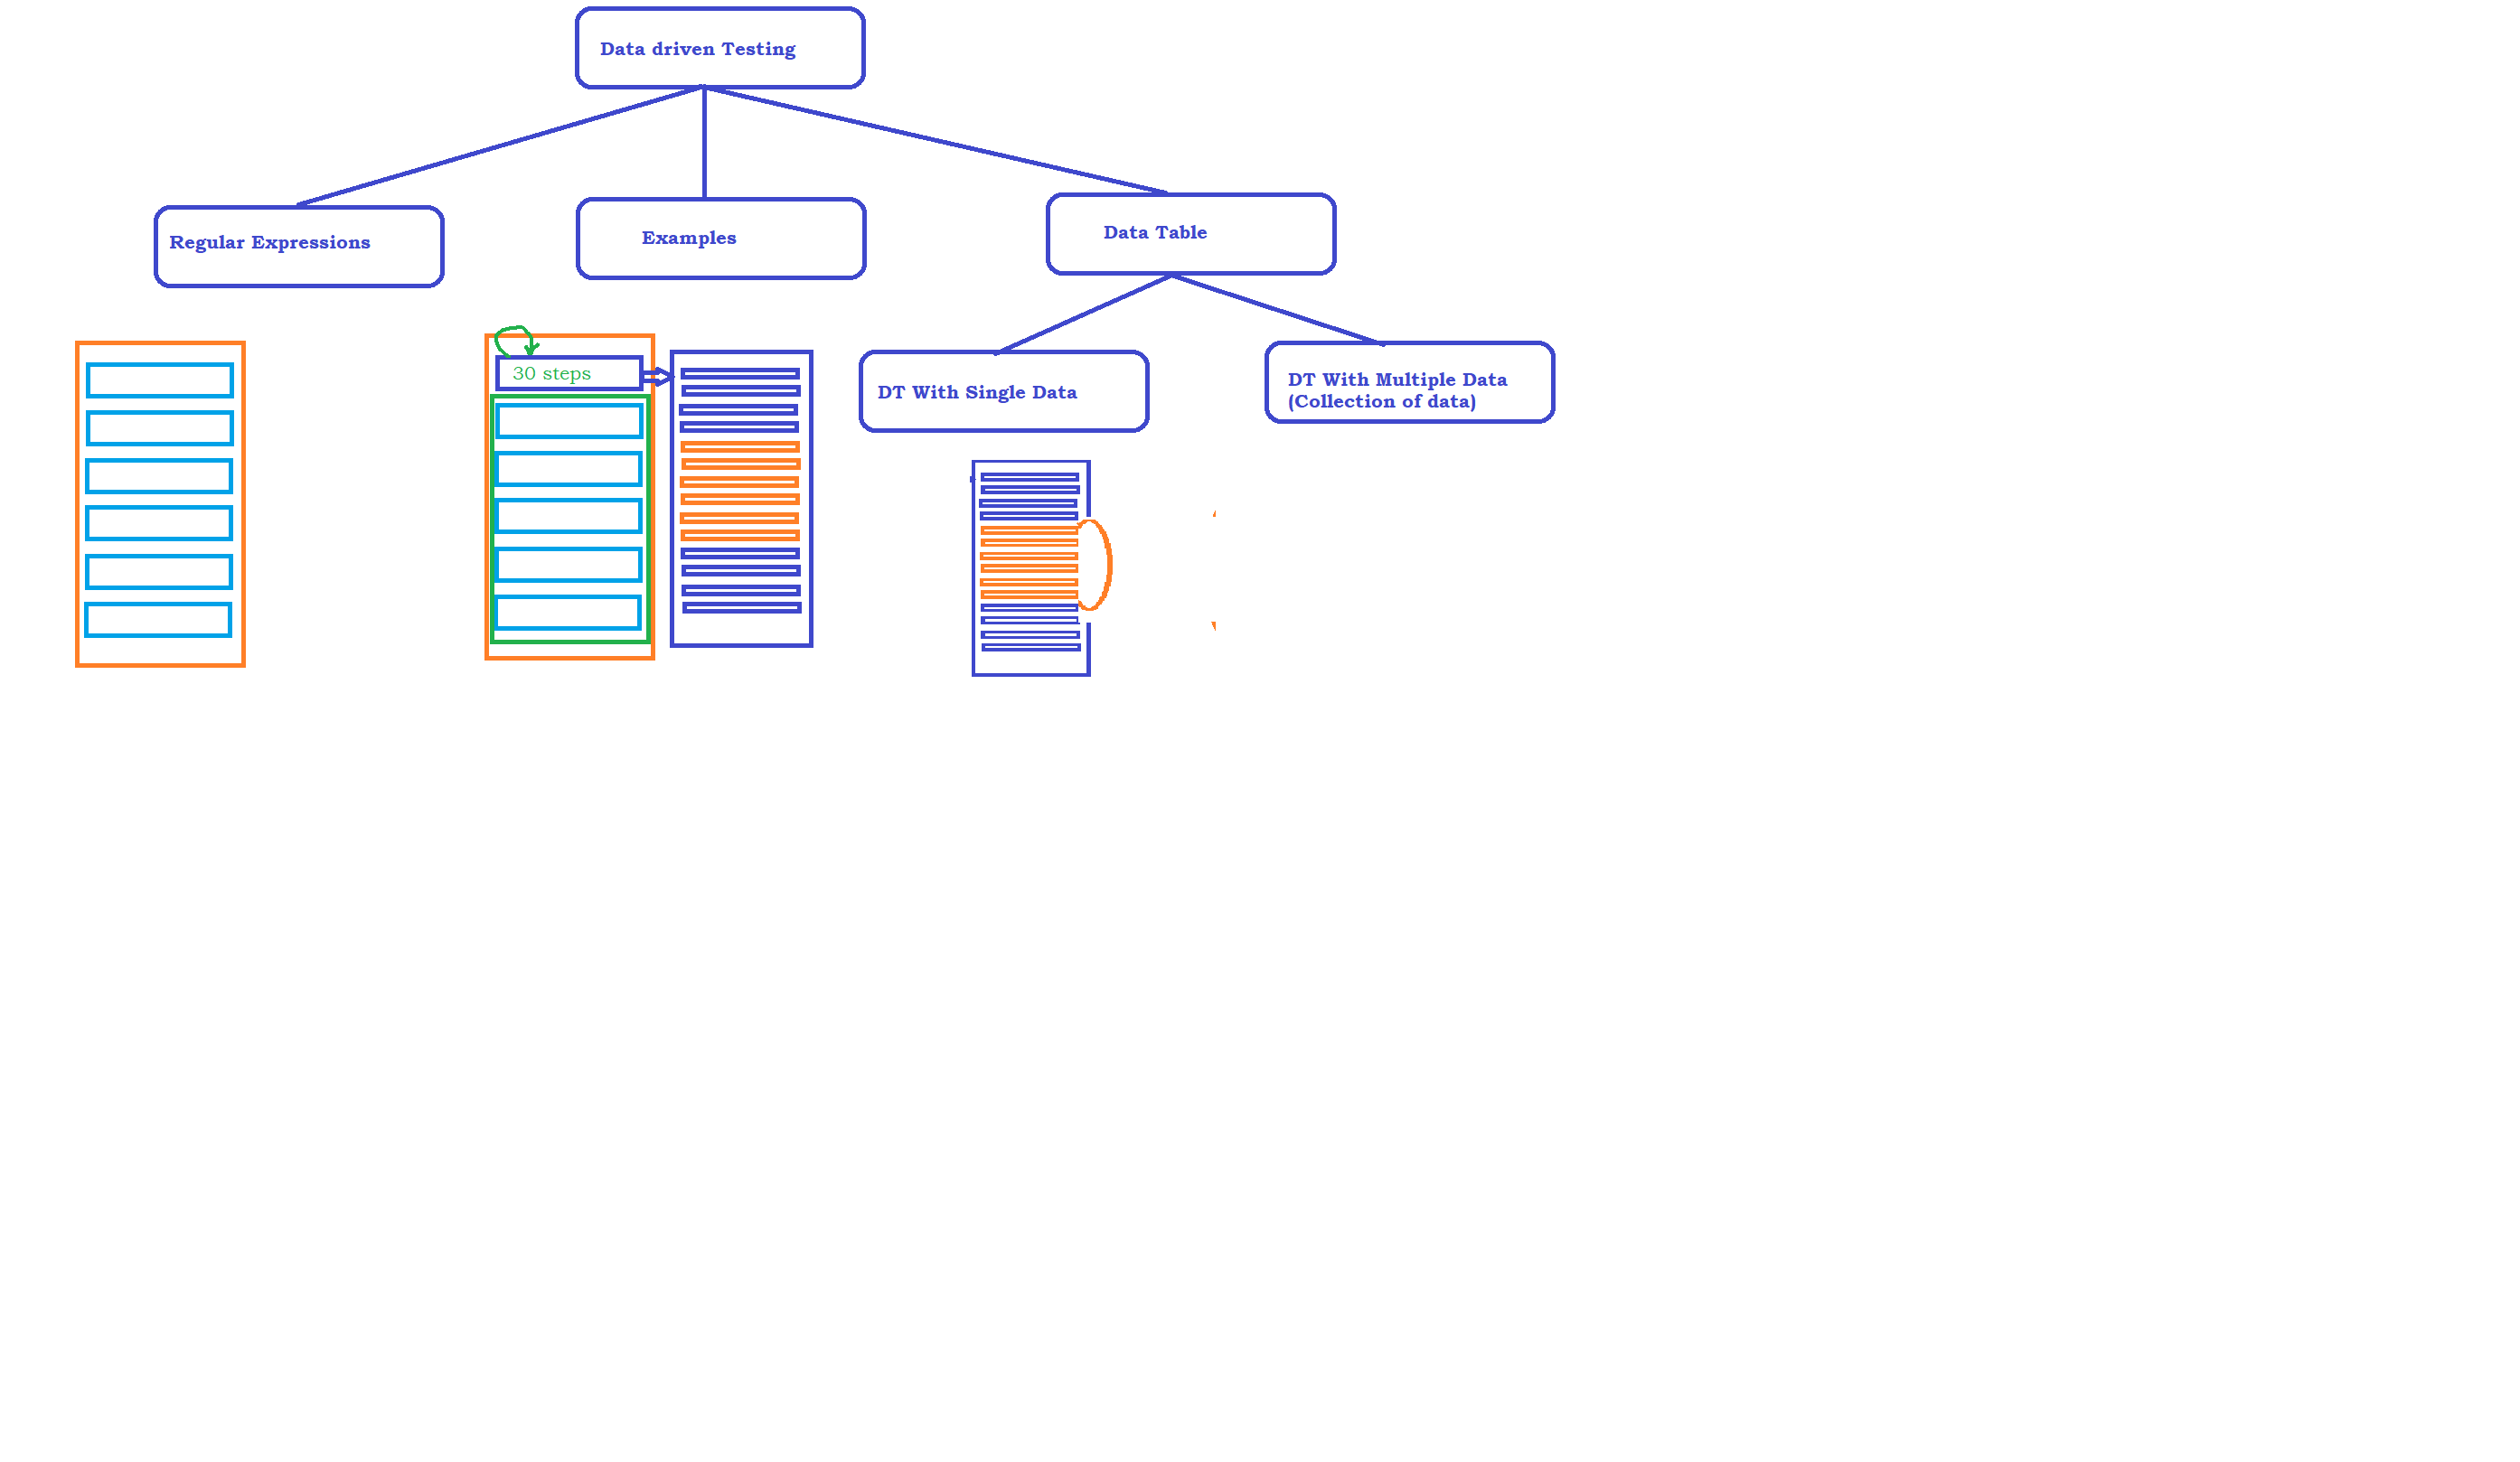 Data driven Testing
Regular Expressions
Examples
Data Table
30 steps
DT With Single Data
DT With Multiple Data
(Collection of data)